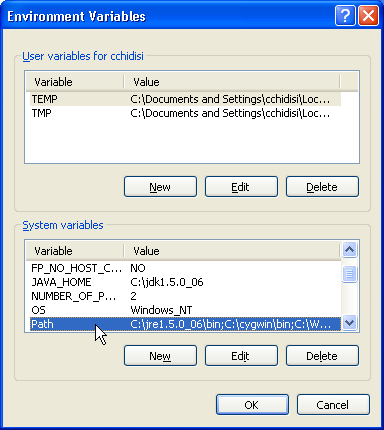 Environment Variables
User variables for cchidisi
Variable Value
TEMP C:\Documents and Settings\cchidisi\Loc...
TMP C:\Documents and Settings\cchidisi\Loc...
New Edit Delete
System variables
Variable Value
FP_NO_HOST_C... NO
JAVA_HOME C:\jdk1.5.0_06
NUMBER_OF_P... 2
OS Windows_NT
Path C:\jre1.5.0_06\bin;C:\cygwin\bin;C:\W...
New Edit Delete
OK Cancel